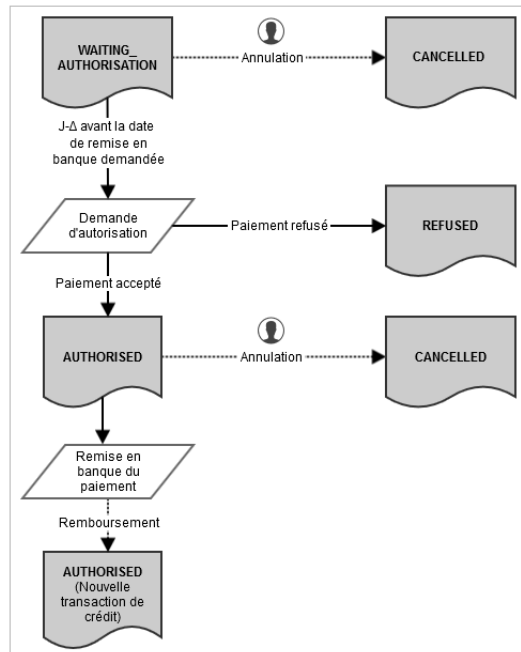 WAITING_
AUTHORISATION
Annulation
CANCELLED
J-Δ avant la date
de remise en
banque demandée
Demande
d'autorisation
Paiement refusé
REFUSED
Paiement accepté
AUTHORISED
Annulation
CANCELLED
Remise en
banque du
paiement
Remboursement
AUTHORISED
(Nouvelle
transaction de
crédit)